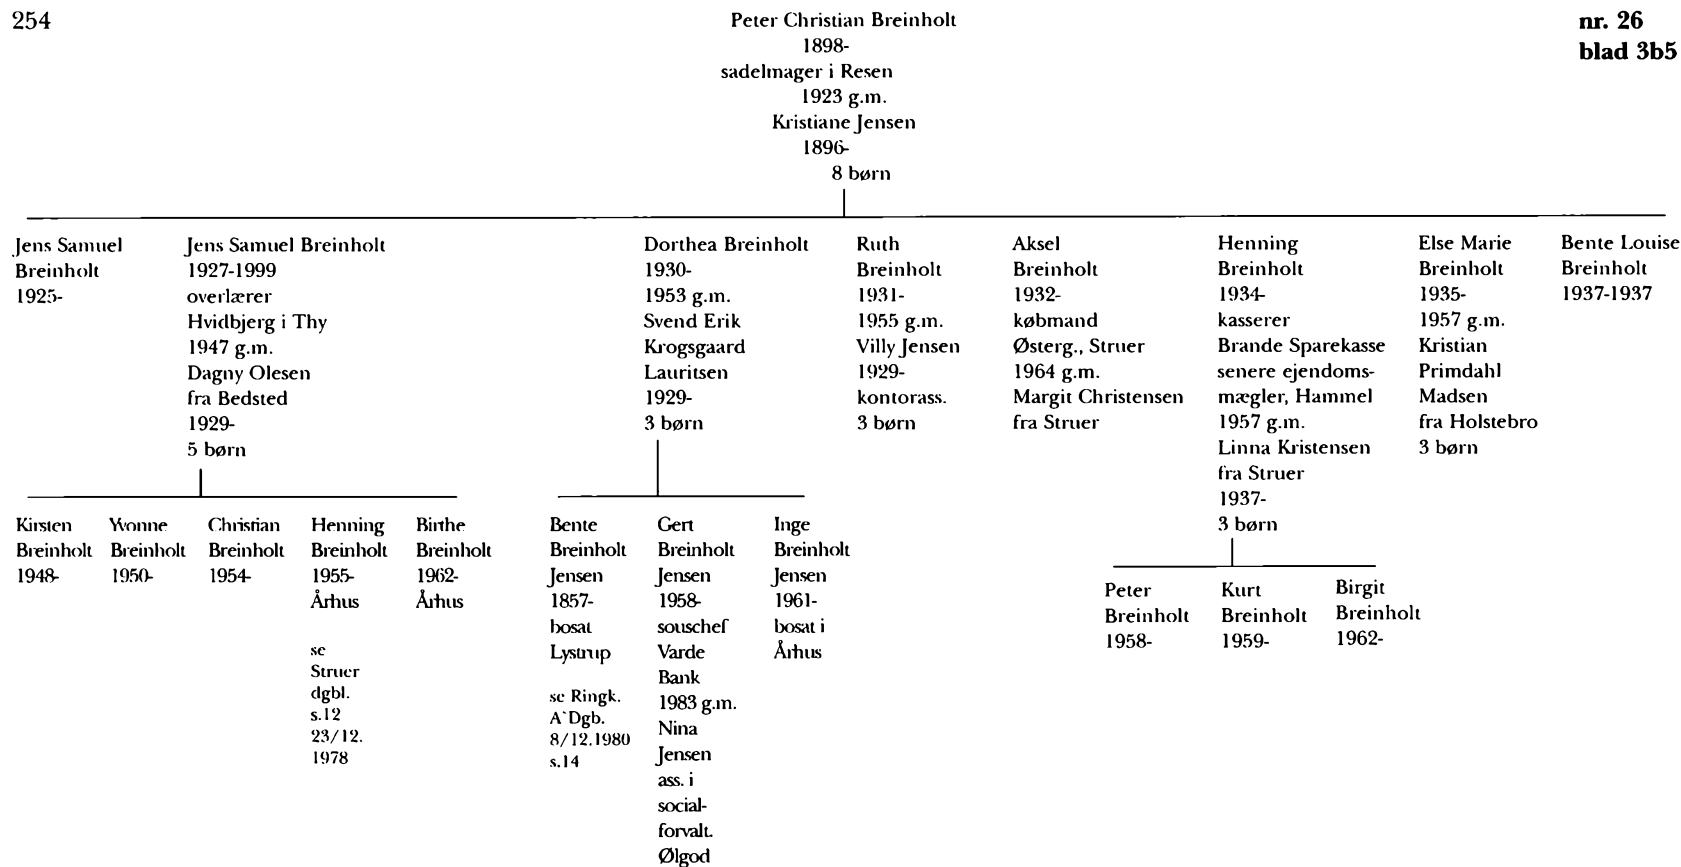 254
nr. 26
blad 3b5
Peter Christian Breinholt
1898-
sadelmager i Resen
1923 g.m.
Kristiane Jensen
1896-
8 børn
Jens Samuel
Breinholt
1925-
Jens Samuel Breinholt
1927-1999
overlærer
Hvidbjerg i Thy
1947 g.m.
Dagny Olesen
fra Bedsted
1929-
5 børn
Dorthea Breinholt
1930-
1953 g.m.
Svend Erik
Krogsgaard
Lauritsen
1929-
3 børn
Ruth
Breinholt
1931-
1955 g.m.
Villy Jensen
1929-
kontorass.
3 børn
Aksel
Breinholt
1932-
købmand
Østerg., Struer
1964 g.m.
Margit Christensen
fra Struer
Henning
Breinholt
1934-
kasserer
Brande Sparekasse
senere ejendoms-
mægler, Hammel
1957 g.m.
Linna Kristensen
fra Struer
1937-
3 børn
Else Marie
Breinholt
1935-
1957 g.m.
Kristian
Primdahl
Madsen
fra Holstebro
3 børn
Bente Louise
Breinholt
1937-1937
Kirsten
Breinholt
1948-
Yvonne
Breinholt
1950-
Christian
Breinholt
1954-
Henning
Breinholt
1955-
Århus
se
Struer
dgbl.
s.12
23/12.
1978
Birthe
Breinholt
1962-
Århus
Bente
Breinholt
Jensen
1857-
bosat
Lystrup
se Ringk.
A`Dgb.
8/12.1980
s.14
Gert
Breinholt
Jensen
1958-
souschef
Varde
Bank
1983 g.m.
Nina
Jensen
ass. i
social-
forvalt.
Ølgod
Inge
Breinholt
Jensen
1961-
bosat i
Århus
Peter
Breinholt
1958-
Kurt
Breinholt
1959-
Birgit
Breinholt
1962-